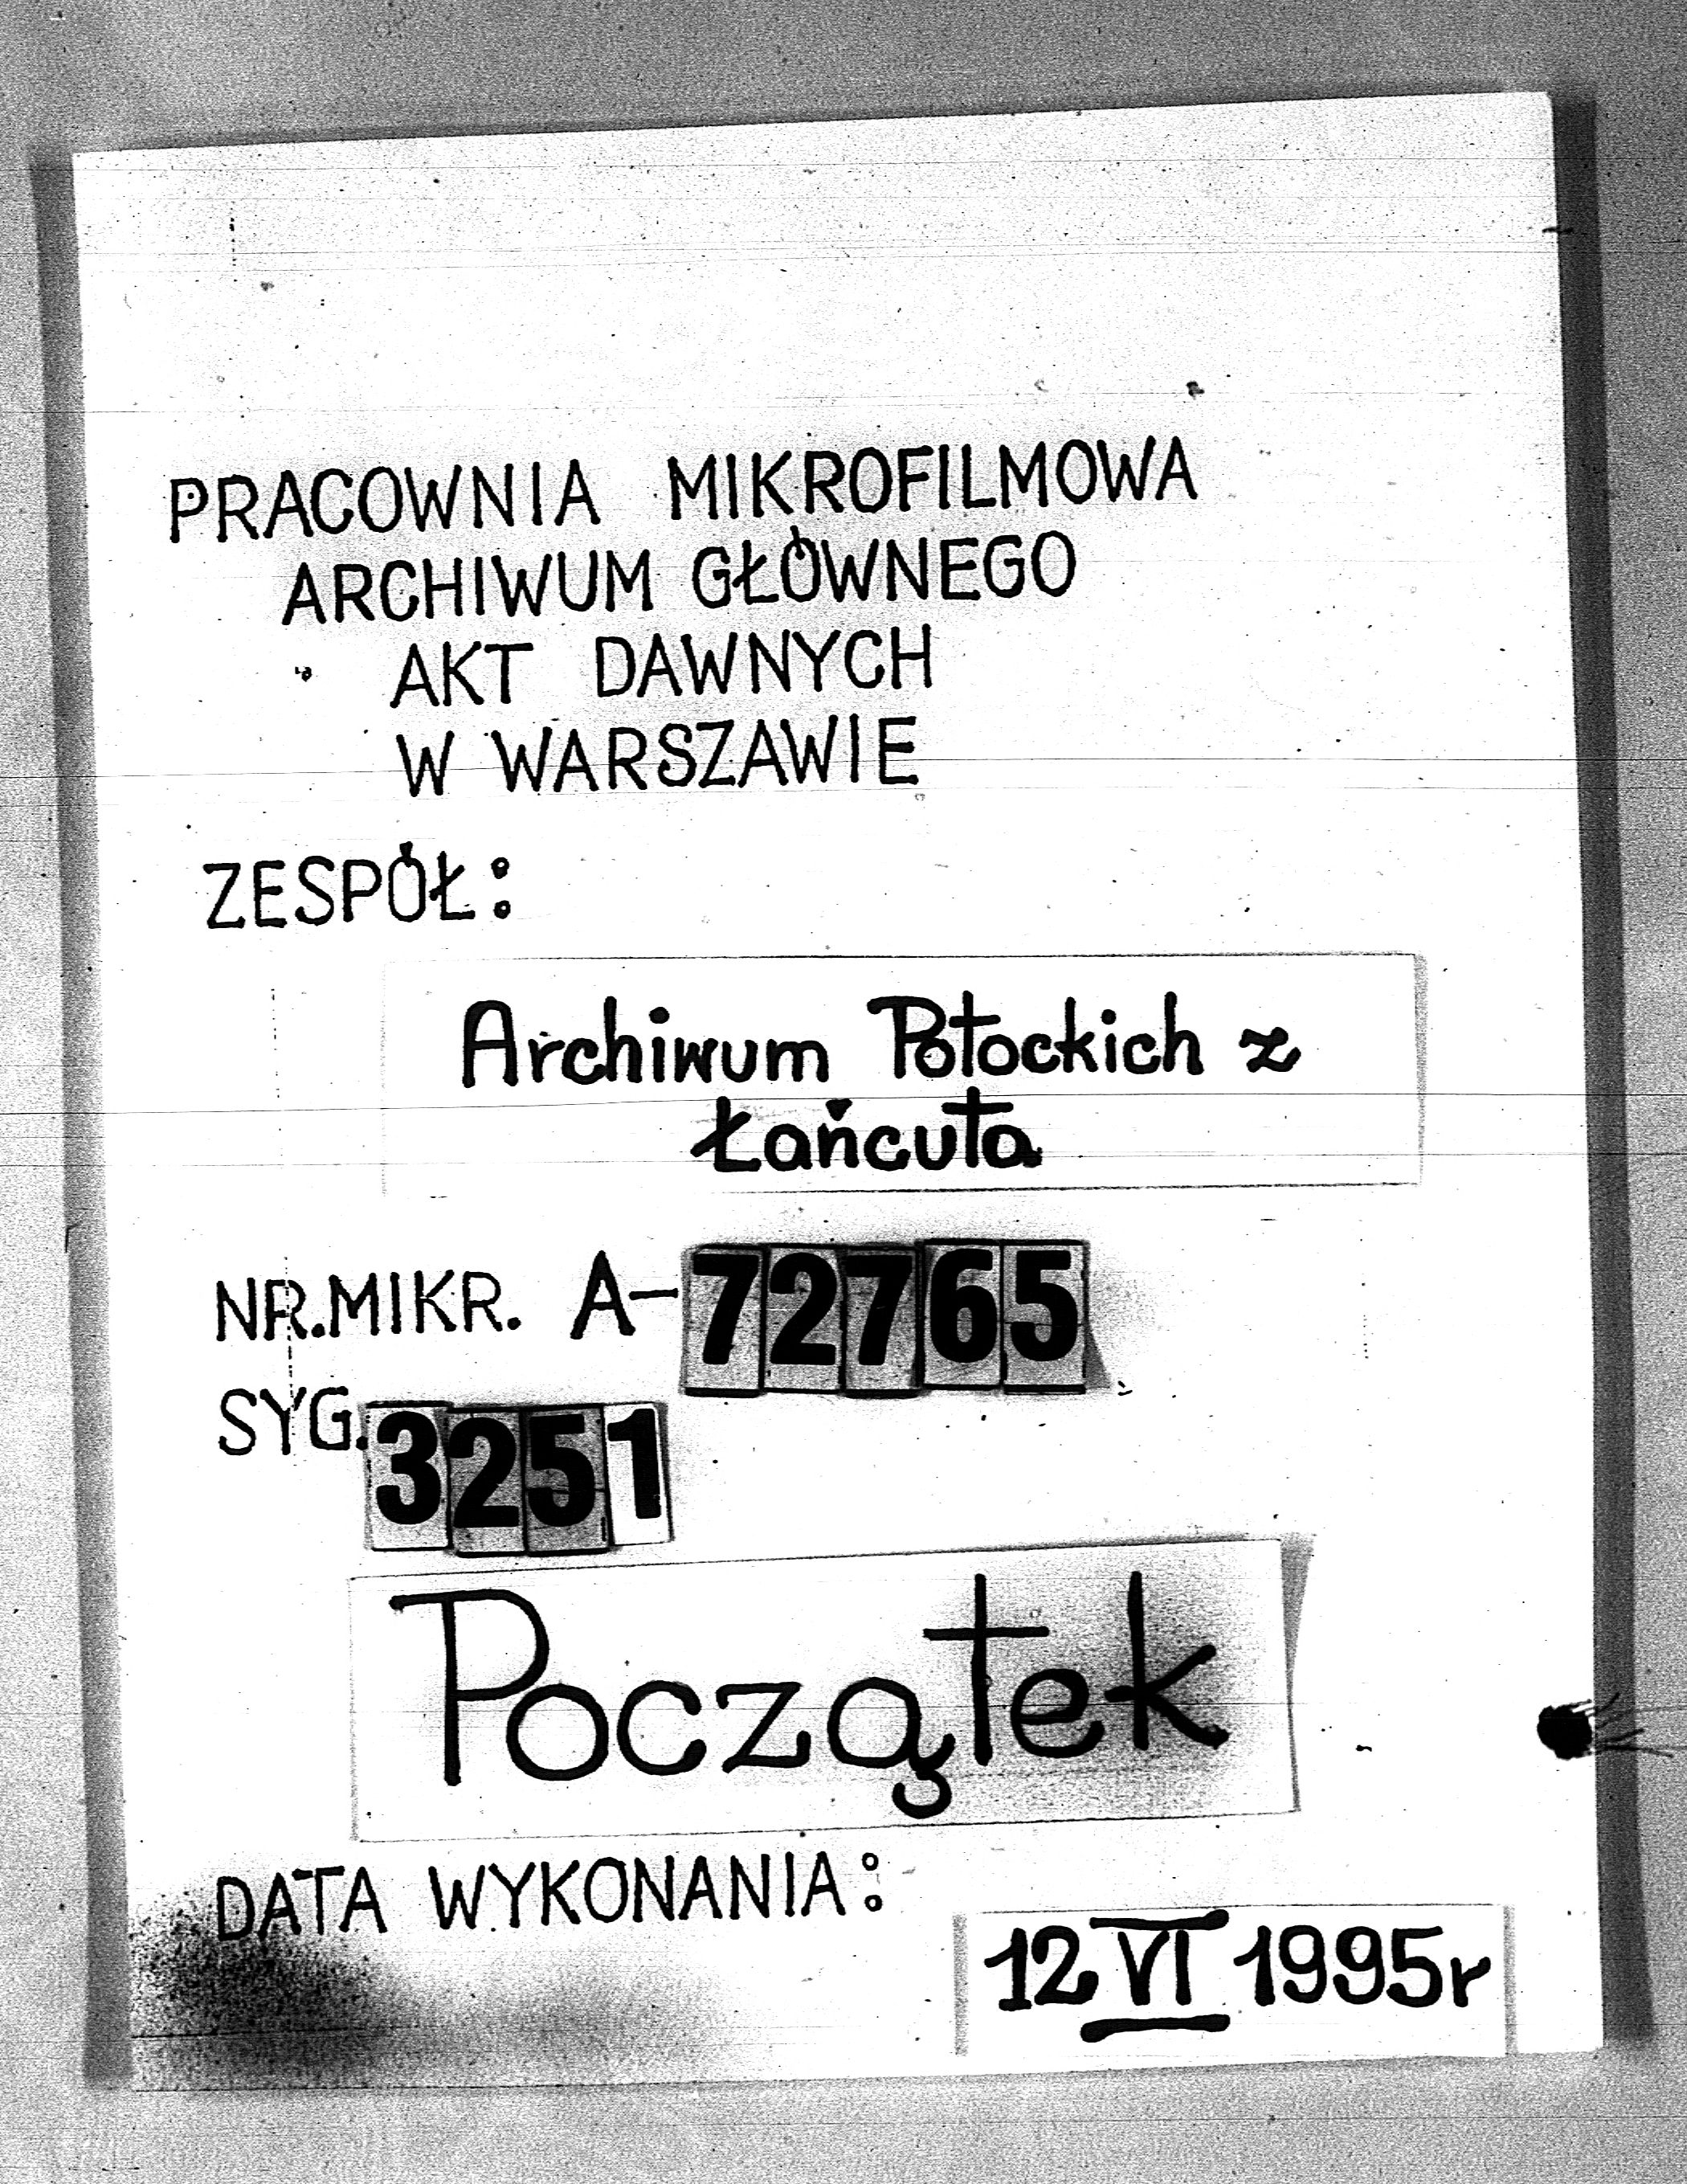 PRACOWNIA MIKROFILMOWA
ARCHIWUM GŁÓWNEGO
AKT DAWNYCH
W WARSZAWIE
ZESPÓŁ:
Archiwum Potockich z
Łańcuta
NR.MIKR. A-72765
SYG.3251
Początek
DATA WYKONANIA:
12 VI 1995r